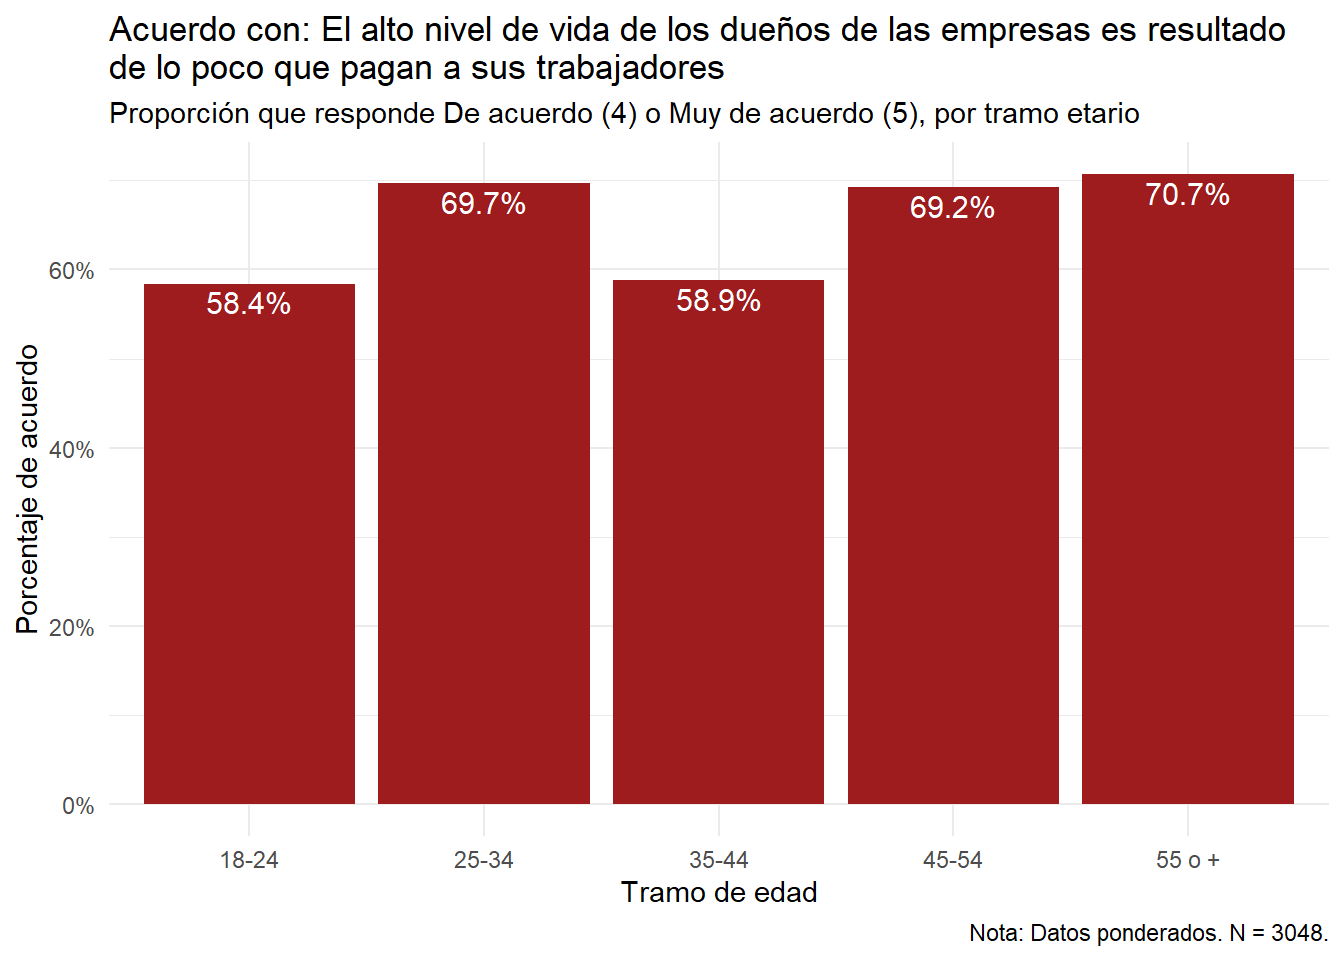 Acuerdo con: El alto nivel de vida de los dueños de las empresas es resultado
de lo poco que pagan a sus trabajadores
Proporción que responde De acuerdo (4) o Muy de acuerdo (5), por tramo etario
Porcentaje de acuerdo
60%
40%
20%
0%
58.4%
69.7%
58.9%
69.2%
70.7%
18-24
25-34
35-44
45-54
55 o +
Tramo de edad
Nota: Datos ponderados. N = 3048.